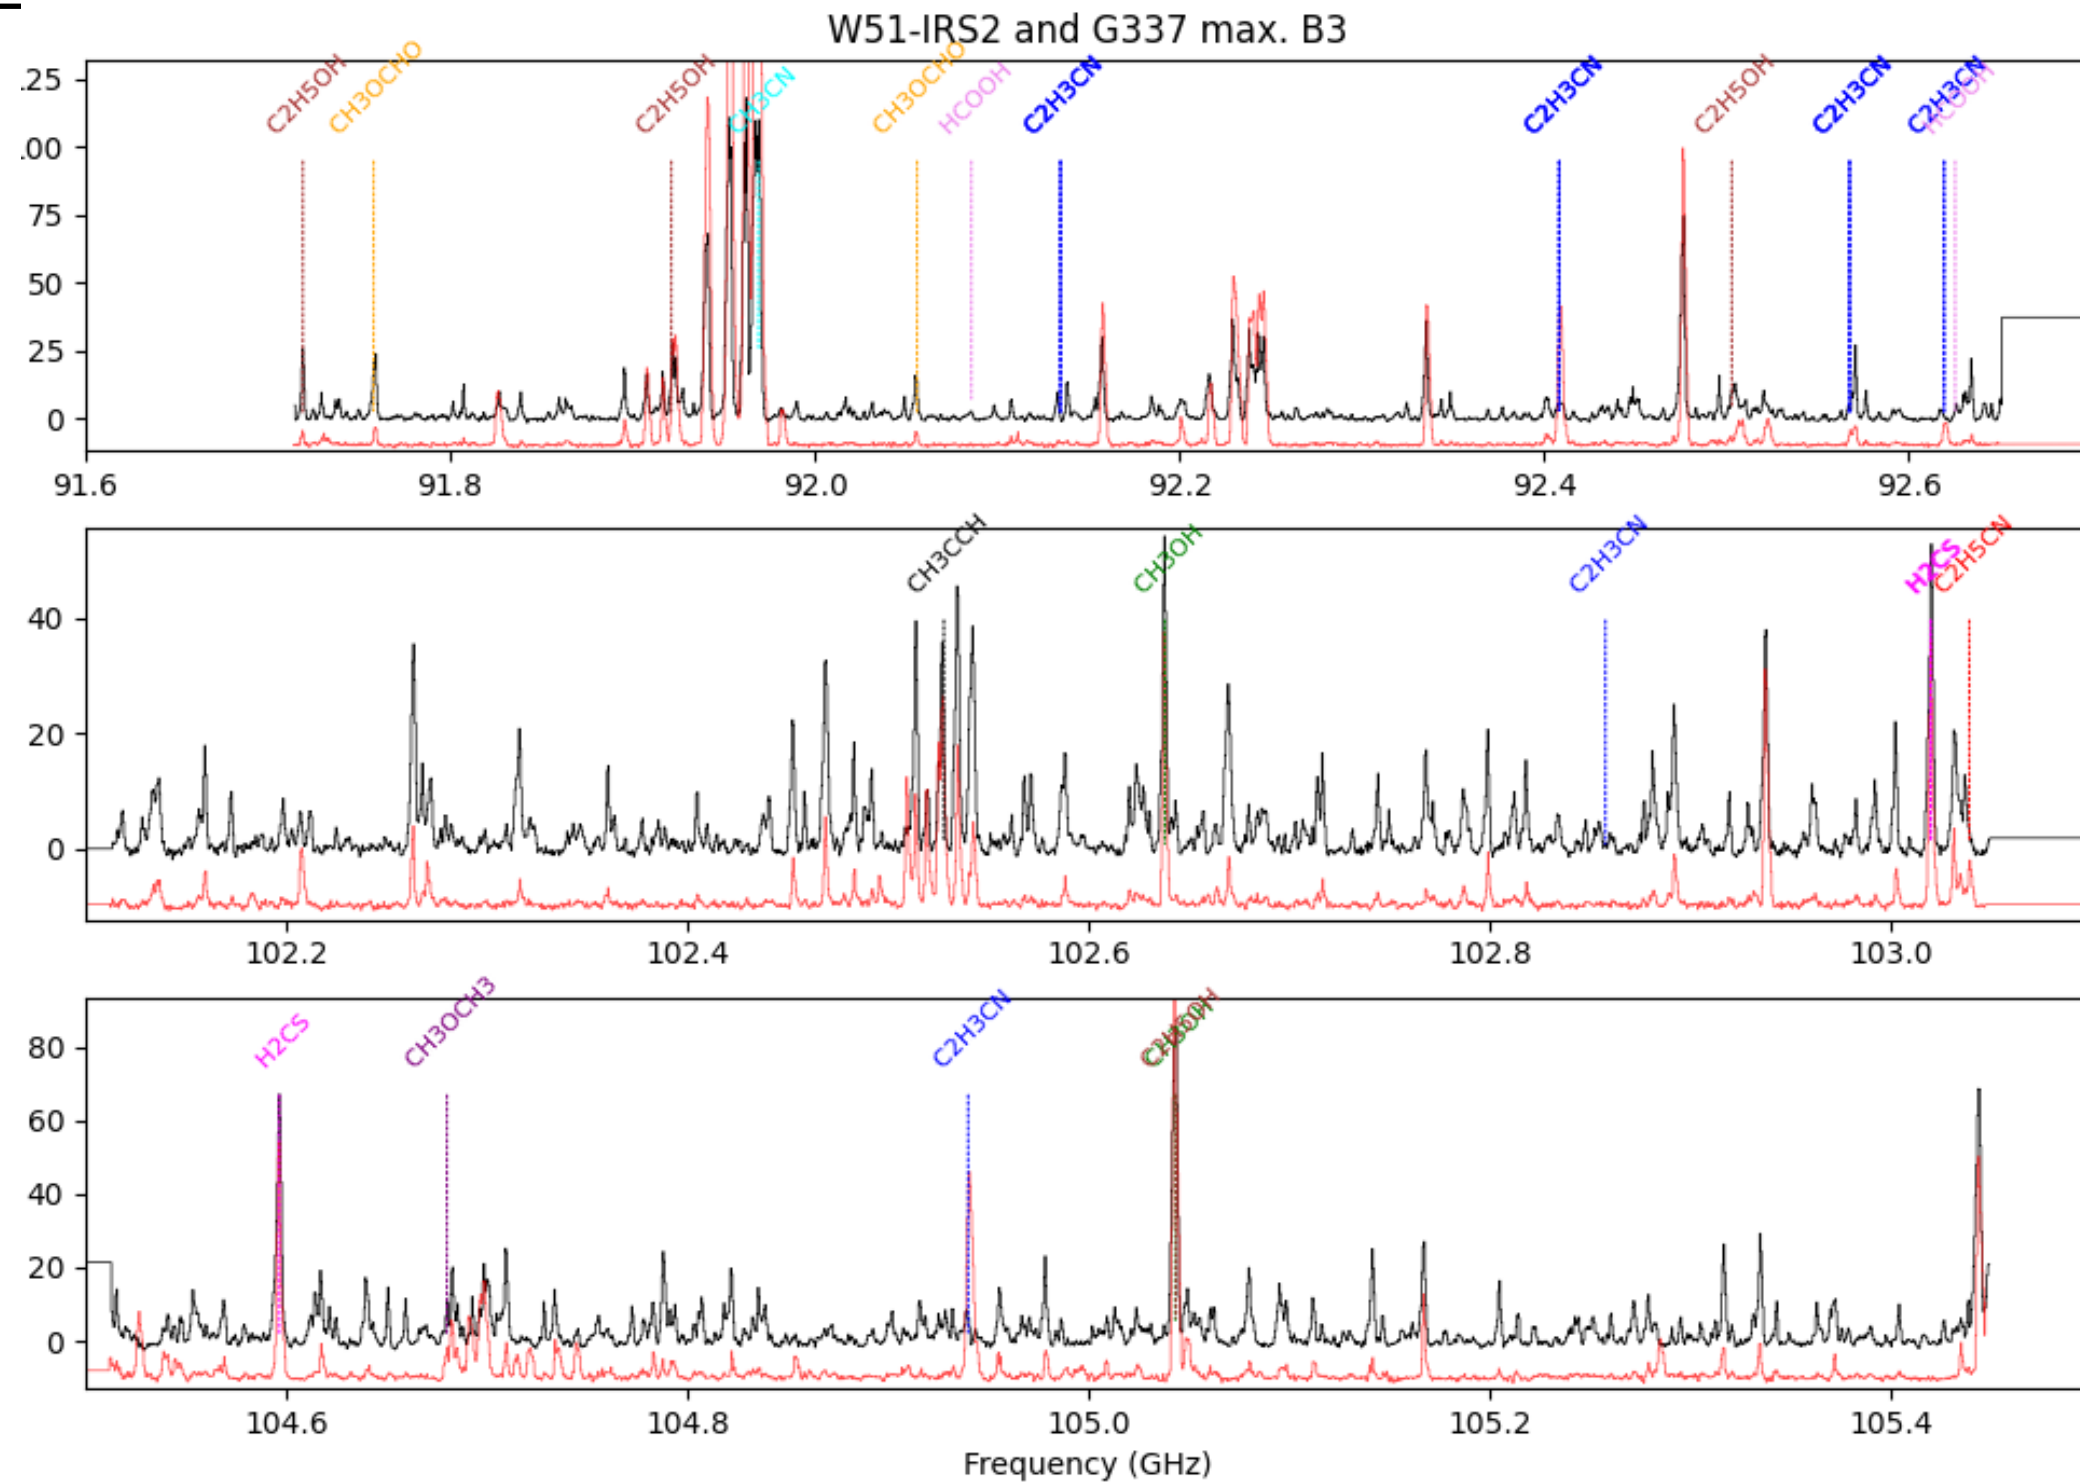 W51-IRS2 and G337 max. B3
C2H5OH
CH3OCHO
C2H5OH
CH3CN
CH3OCHO
HCOOH
C2H3CN
C2H3CN
C2H5OH
C2H3CN
C2H3CN
HCOOH
.25
.00
75
50
25
0
91.6 91.8 92.0 92.2 92.4 92.6
CH3CCH
CH3OH
C2H3CN
H2CS
C2H5CN
40
20
0
102.2 102.4 102.6 102.8 103.0
H2CS
CH3OCH3
C2H3CN
C2H5OH
CH3OH
80
60
40
20
0
104.6 104.8 105.0 105.2 105.4
Frequency (GHz)